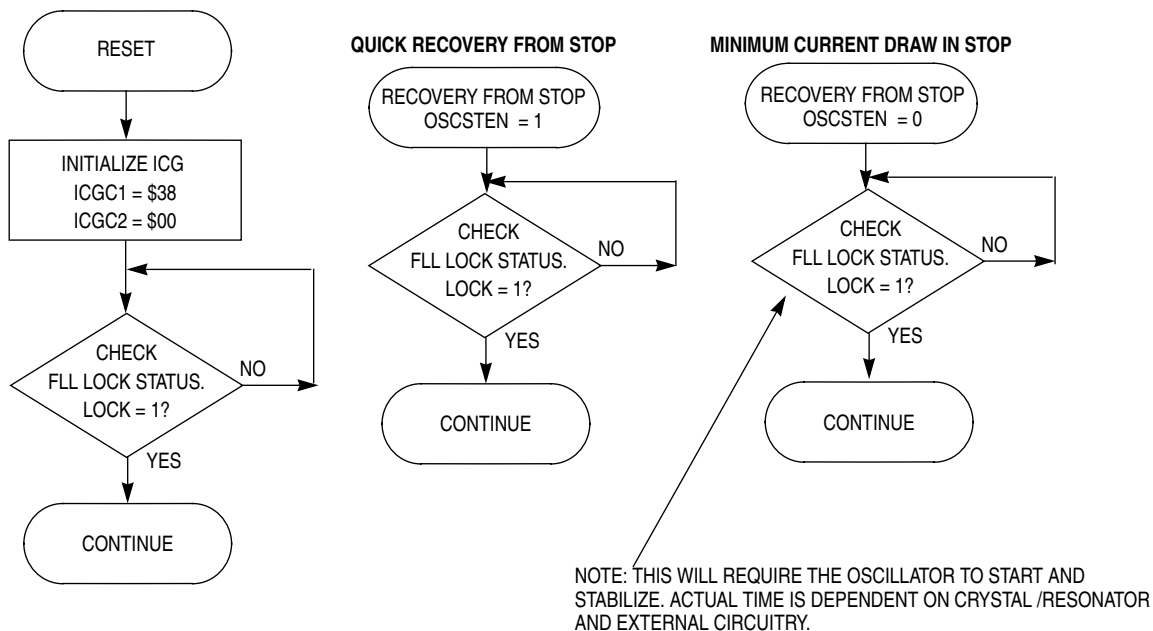 RESET
INITIALIZE ICG
ICGC1 = $38
ICGC2 = $00
CHECK
FLL LOCK STATUS.
LOCK = 1?
NO
YES
CONTINUE
QUICK RECOVERY FROM STOP
RECOVERY FROM STOP
OSCSTEN = 1
CHECK
FLL LOCK STATUS.
LOCK = 1?
NO
YES
CONTINUE
MINIMUM CURRENT DRAW IN STOP
RECOVERY FROM STOP
OSCSTEN = 0
CHECK
FLL LOCK STATUS.
LOCK = 1?
NO
YES
CONTINUE
NOTE: THIS WILL REQUIRE THE OSCILLATOR TO START AND
STABILIZE. ACTUAL TIME IS DEPENDENT ON CRYSTAL /RESONATOR
AND EXTERNAL CIRCUITRY.